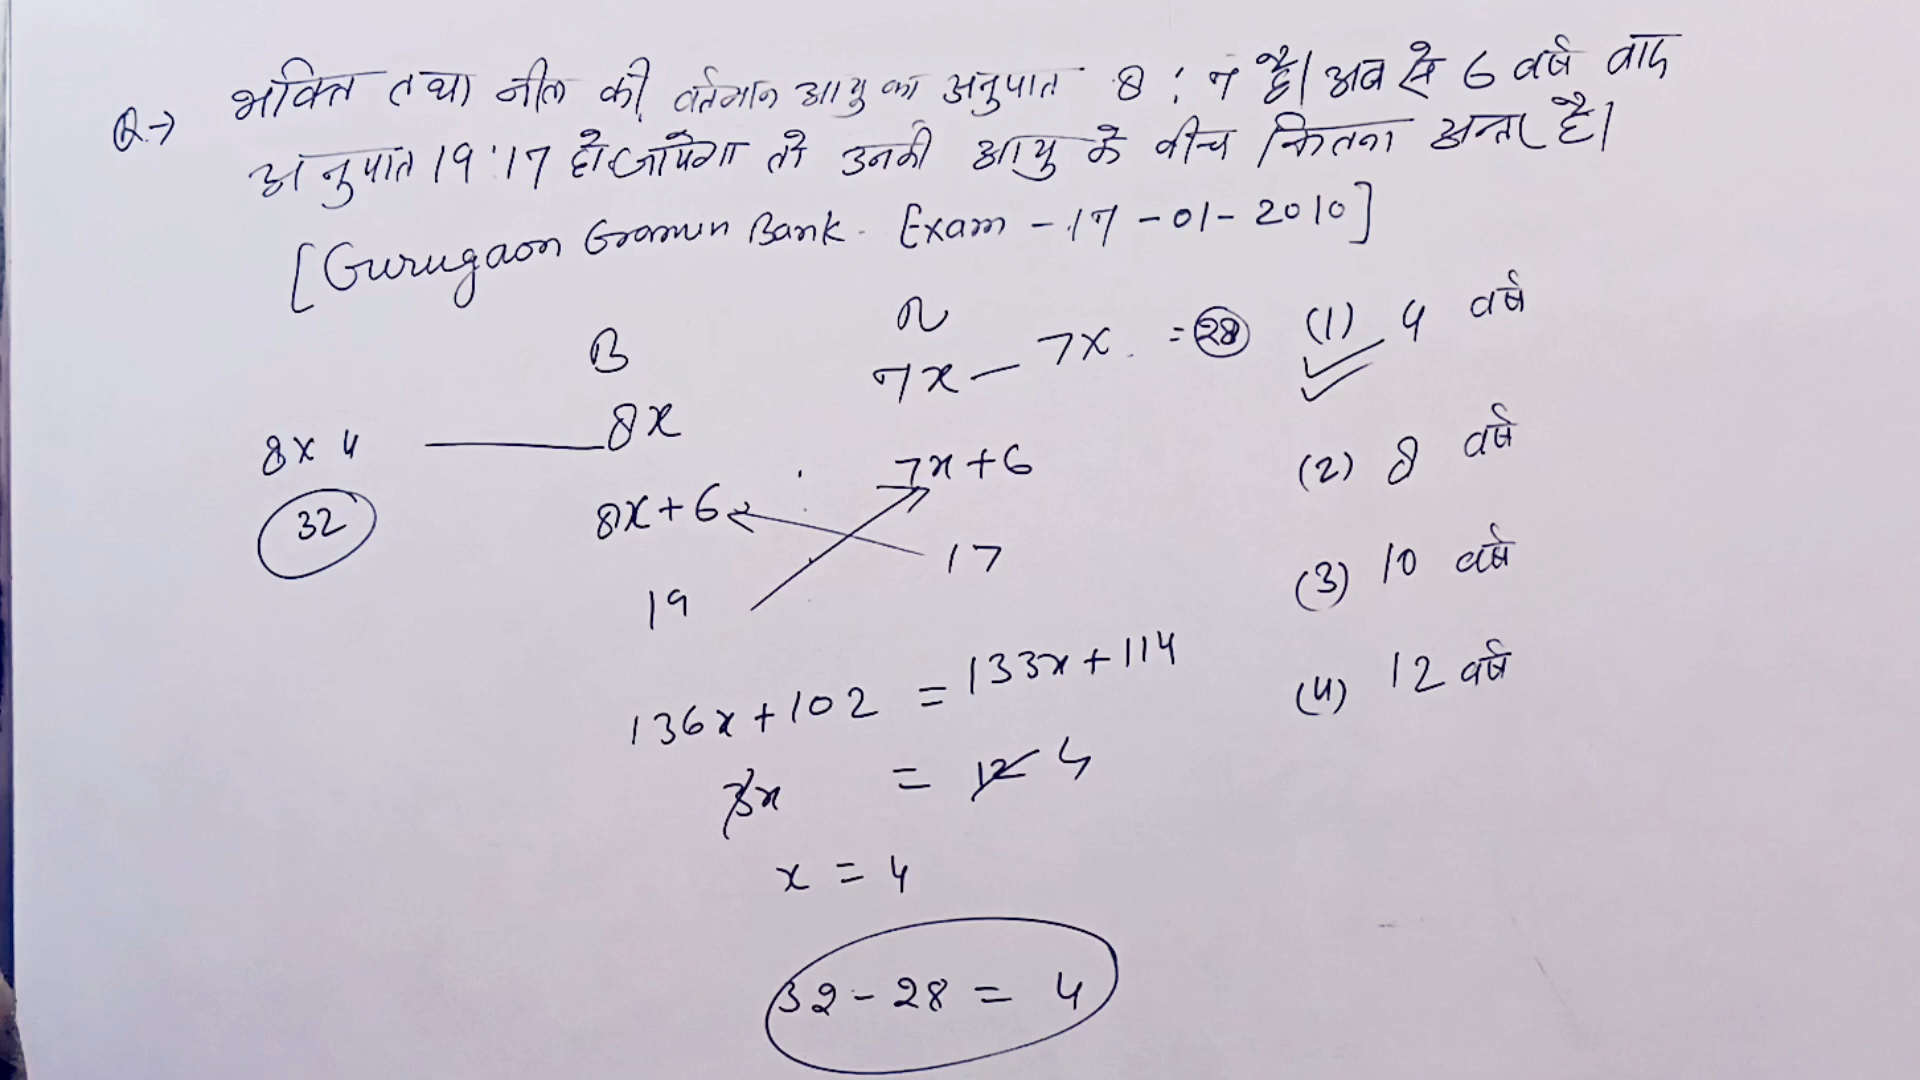 Q.→ भक्ति तथा नील की वर्तमान आयु का अनुपात 8 : 7 है। अब से 6 वर्ष बाद
अनुपात 19:17 हो जायेगा तो उनकी आयु के बीच कितना अन्तर है।
[Gurugaon Gramin Bank. Exam - 17 - 01 - 2010]
B
N
8x4 — 8x
7x — 7x. = 28
32
8x+6 : 7x+6
19
17
136x+102 = 133x+114
3x = 12 4
x = 4
32 - 28 = 4
(1) 4 वर्ष
(2) 8 वर्ष
(3) 10 वर्ष
(4) 12 वर्ष